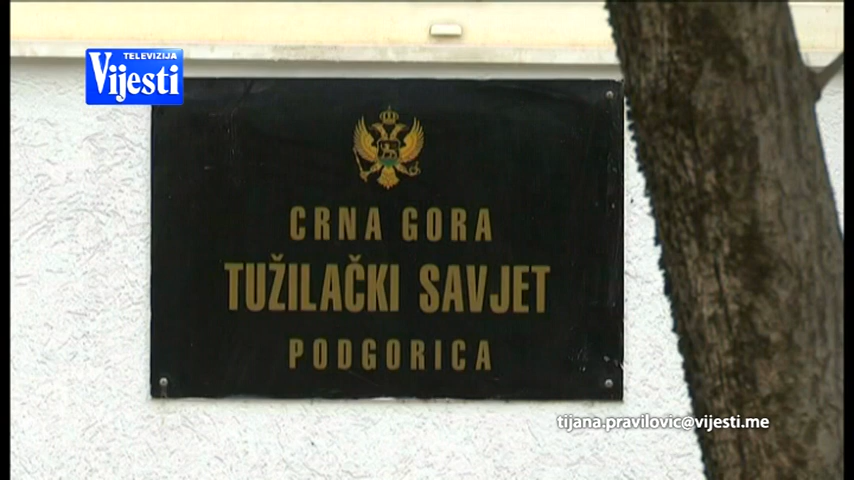 TELEVIZIJA
Vijesti
CRNA GORA
TUŽILAČKI SAVJET
PODGORICA
tijana.pravilovic@vijesti.me